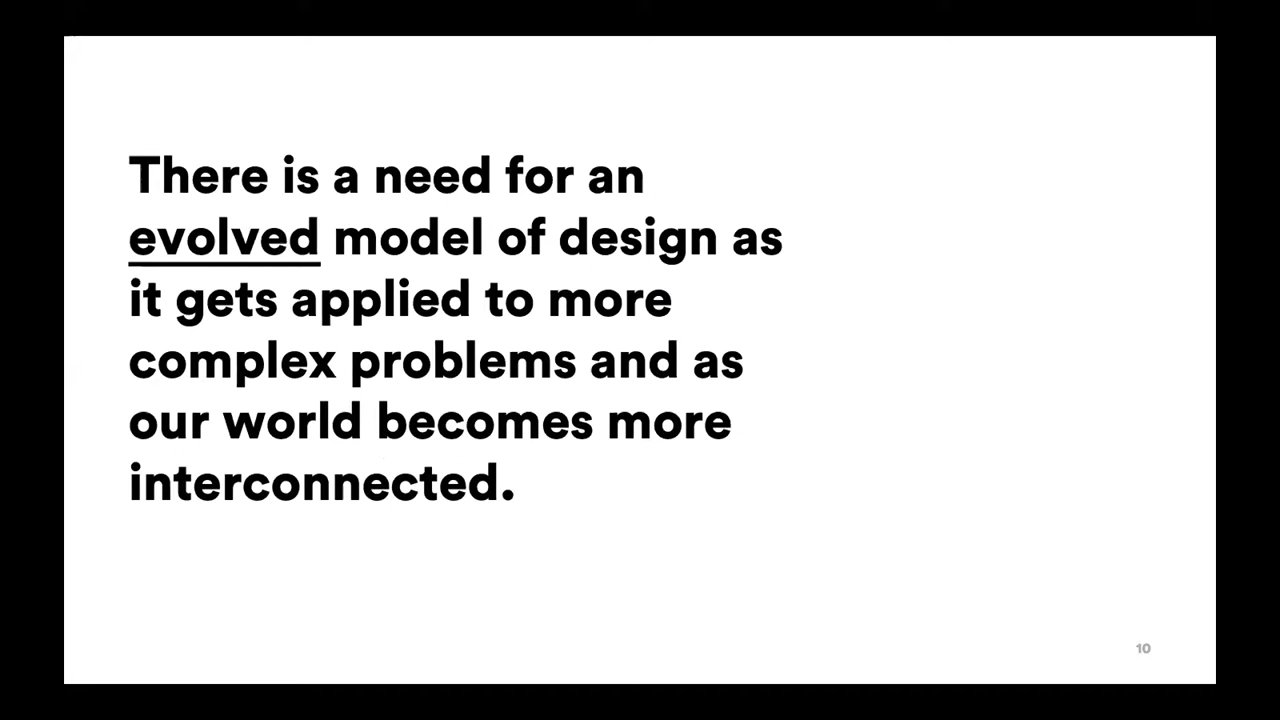 There is a need for an
evolved model of design as
it gets applied to more
complex problems and as
our world becomes more
interconnected.
10